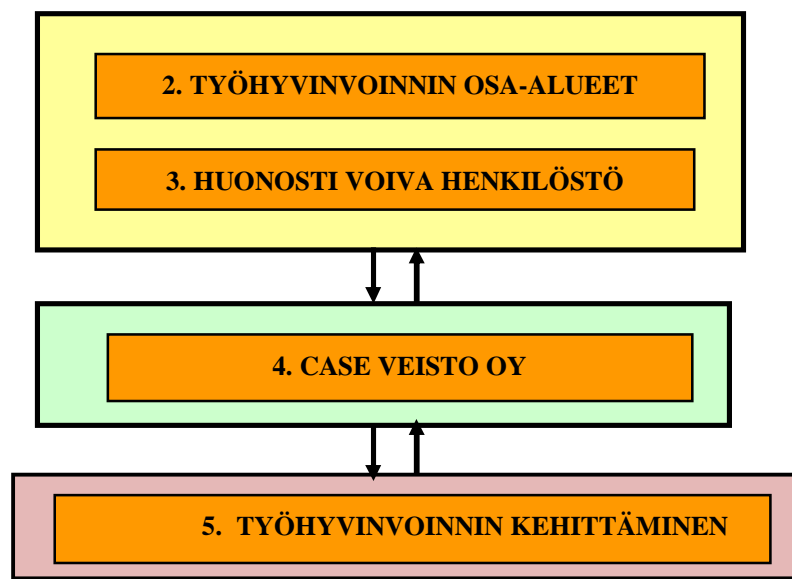 2. TYÖHYVINVOINNIN OSA-ALUEET
3. HUONOSTI VOIVA HENKILÖSTÖ
4. CASE VEISTO OY
5. TYÖHYVINVOINNIN KEHITTÄMINEN